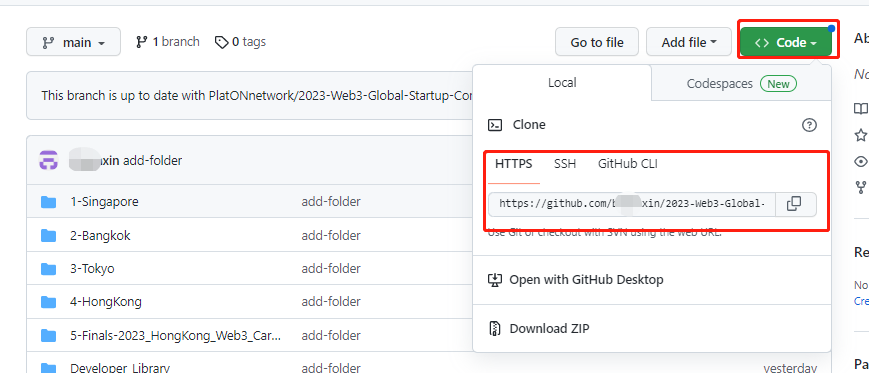 main
1 branch
0 tags
Go to file
Add file
Code
Ab
No
This branch is up to date with PlatONnetwork/2023-Web3-Global-Startup-Con
Local
Codespaces
New
Clone
xin add-folder
HTTPS
SSH
GitHub CLI
https://github.com/b xin/2023-Web3-Global-
1-Singapore
add-folder
Use Git or checkout with SVN using the web URL.
2-Bangkok
add-folder
Re
3-Tokyo
add-folder
Open with GitHub Desktop
No
Cre
4-HongKong
add-folder
5-Finals-2023_HongKong_Web3_Car...
add-folder
Download ZIP
Developer_Library
add-folder
yesterday
Pa